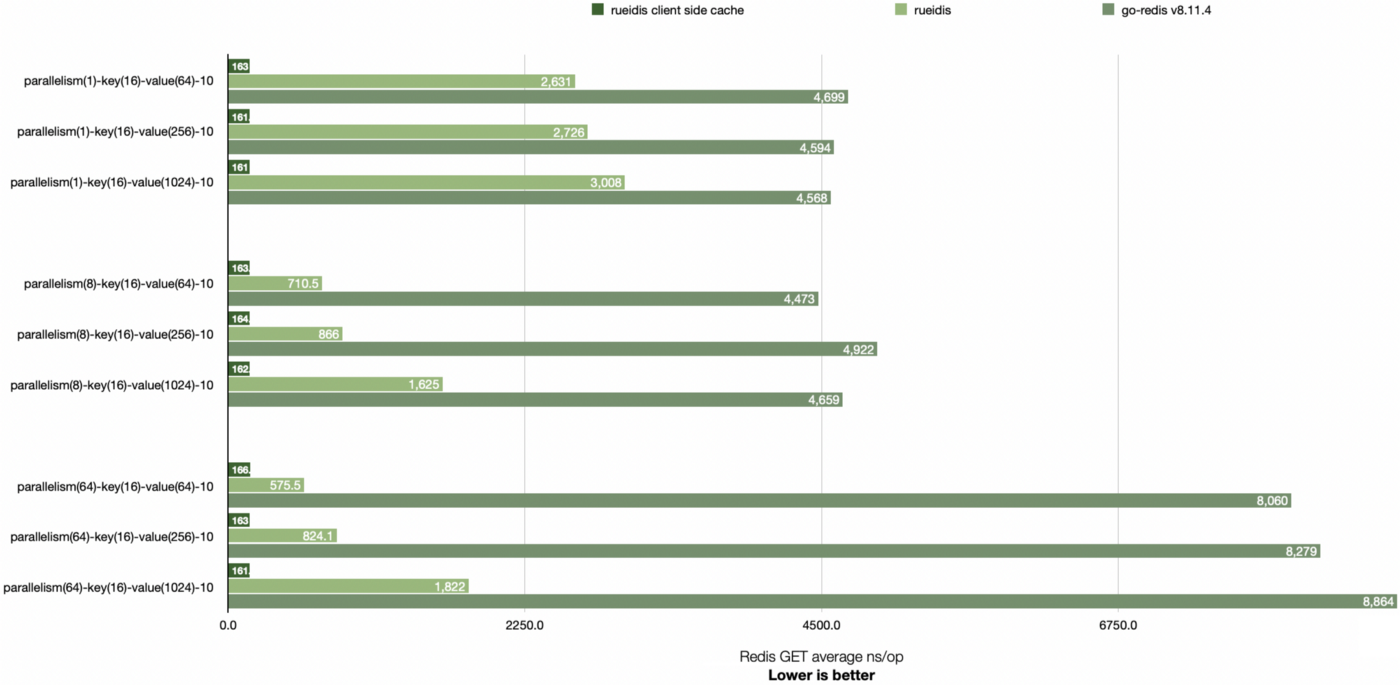 rueidis client side cache rueidis go-redis v8.11.4
parallelism(1)-key(16)-value(64)-10
163
2,631
4,699
parallelism(1)-key(16)-value(256)-10
161.
2,726
4,594
parallelism(1)-key(16)-value(1024)-10
161
3,008
4,568
parallelism(8)-key(16)-value(64)-10
163.
710.5
4,473
parallelism(8)-key(16)-value(256)-10
164.
866
4,922
parallelism(8)-key(16)-value(1024)-10
162.
1,625
4,659
parallelism(64)-key(16)-value(64)-10
166.
575.5
8,060
parallelism(64)-key(16)-value(256)-10
163
824.1
8,279
parallelism(64)-key(16)-value(1024)-10
161.
1,822
8,864
0.0 2250.0 4500.0 6750.0
Redis GET average ns/op
Lower is better